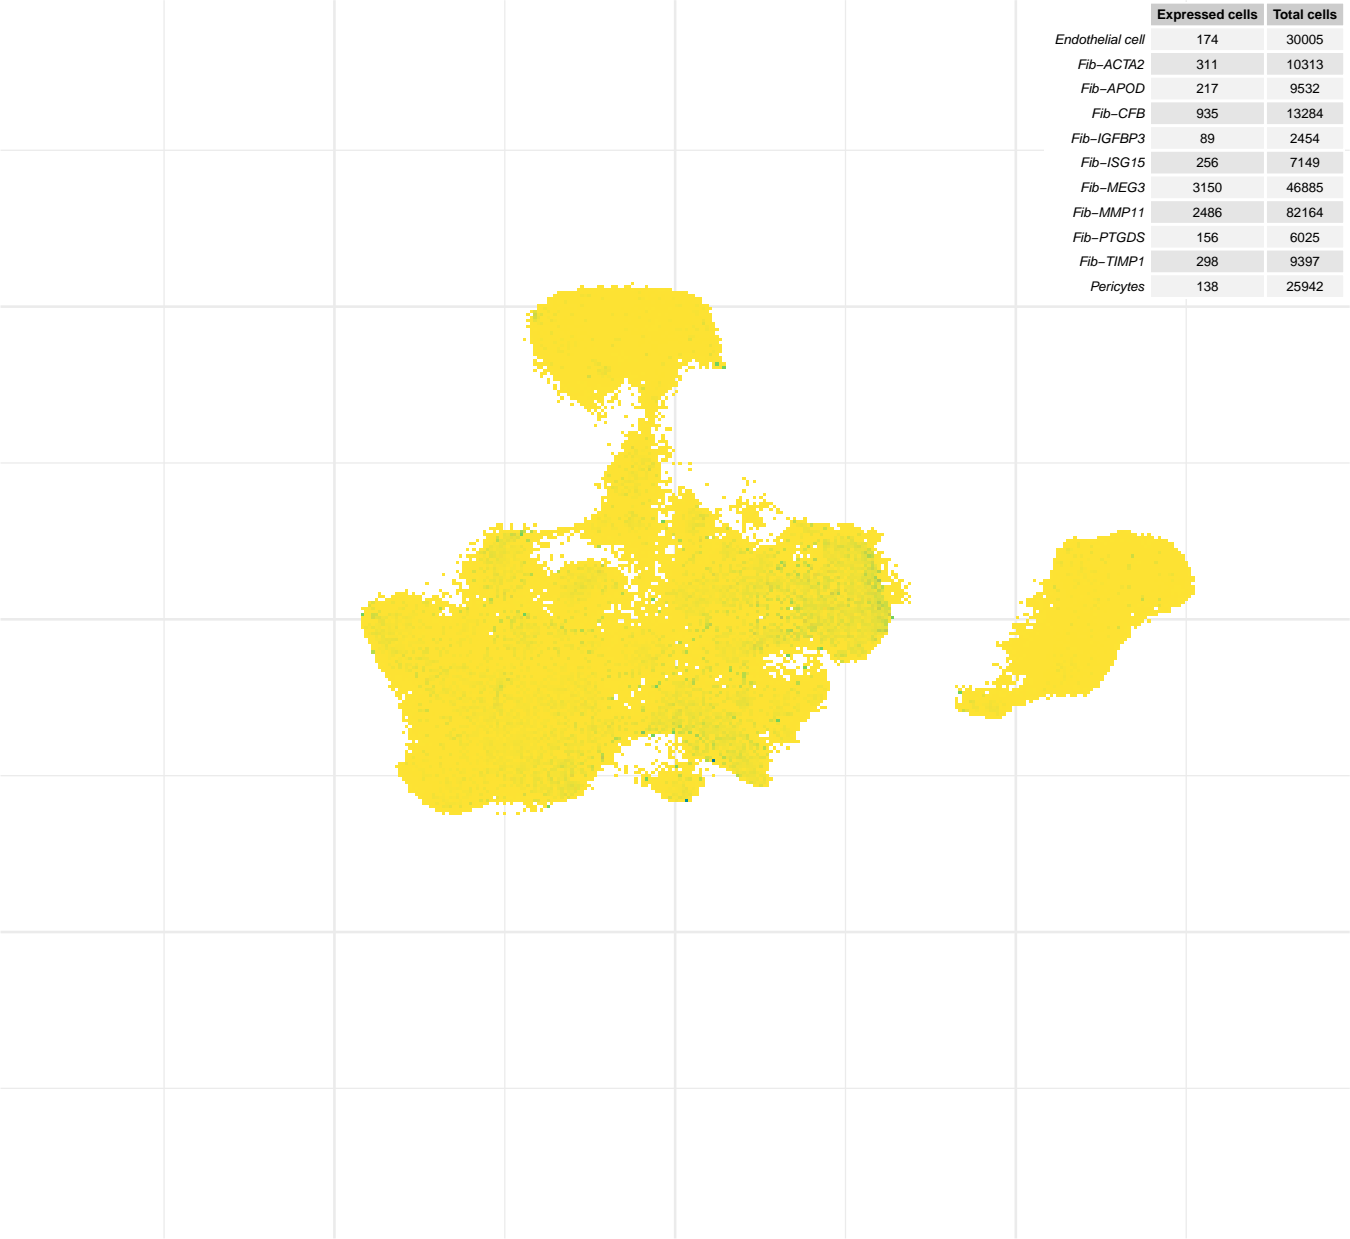 Expressed cells Total cells
Endothelial cell 174 30005
Fib−ACTA2 311 10313
Fib−APOD 217 9532
Fib−CFB 935 13284
Fib−IGFBP3 89 2454
Fib−ISG15 256 7149
Fib−MEG3 3150 46885
Fib−MMP11 2486 82164
Fib−PTGDS 156 6025
Fib−TIMP1 298 9397
Pericytes 138 25942